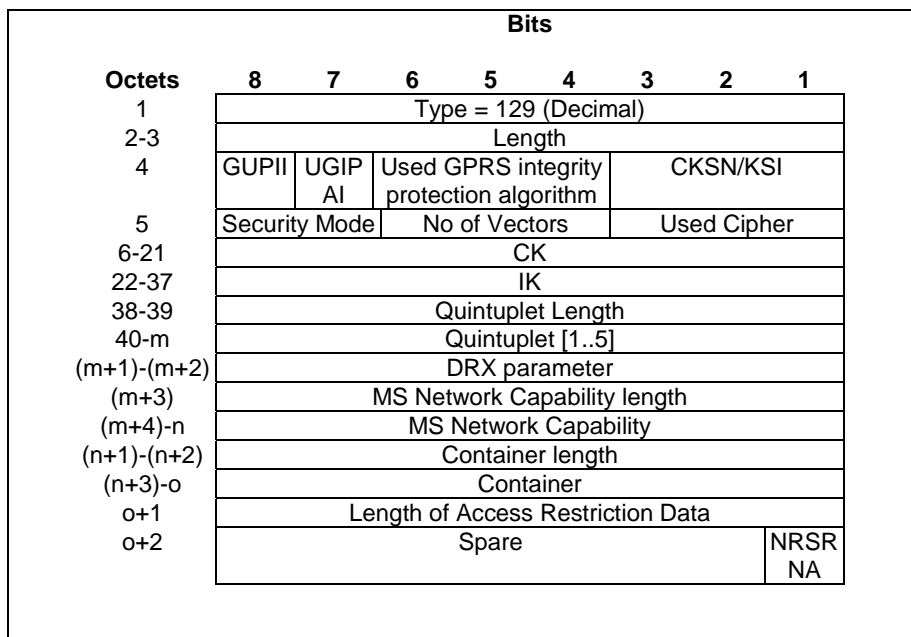 Bits
Octets 8 7 6 5 4 3 2 1
1 Type = 129 (Decimal)
2-3 Length
4 GUPII UGIP Used GPRS integrity CKSN/KSI
AI protection algorithm
5 Security Mode No of Vectors Used Cipher
6-21 CK
22-37 IK
38-39 Quintuplet Length
40-m Quintuplet [1..5]
(m+1)-(m+2) DRX parameter
(m+3) MS Network Capability length
(m+4)-n MS Network Capability
(n+1)-(n+2) Container length
(n+3)-o Container
o+1 Length of Access Restriction Data
o+2 Spare NRSR
NA